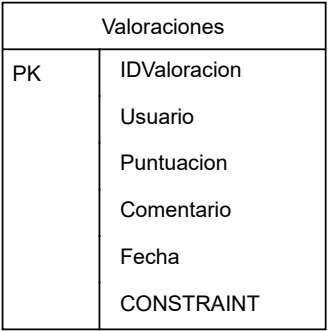 Valoraciones
PK IDValoracion
Usuario
Puntuacion
Comentario
Fecha
CONSTRAINT